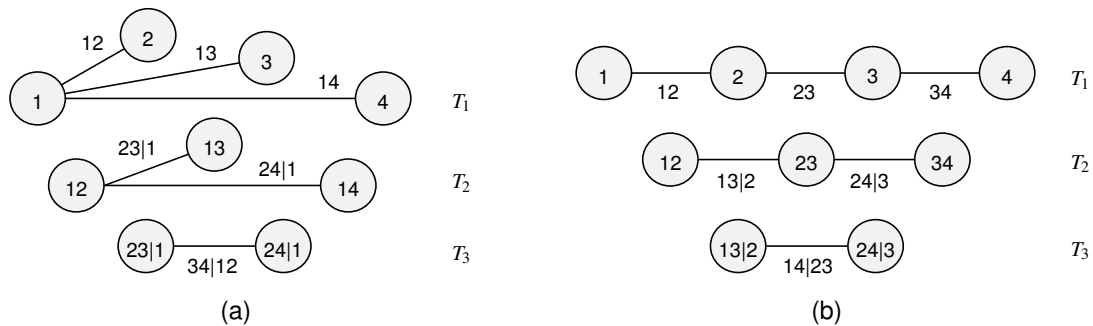 12 2
13 3
1 14 4 T1
23|1 13
12 24|1 14 T2
23|1 34|12 24|1 T3
(a)
1 12 2 23 3 34 4 T1
12 13|2 23 24|3 34 T2
13|2 14|23 24|3 T3
(b)